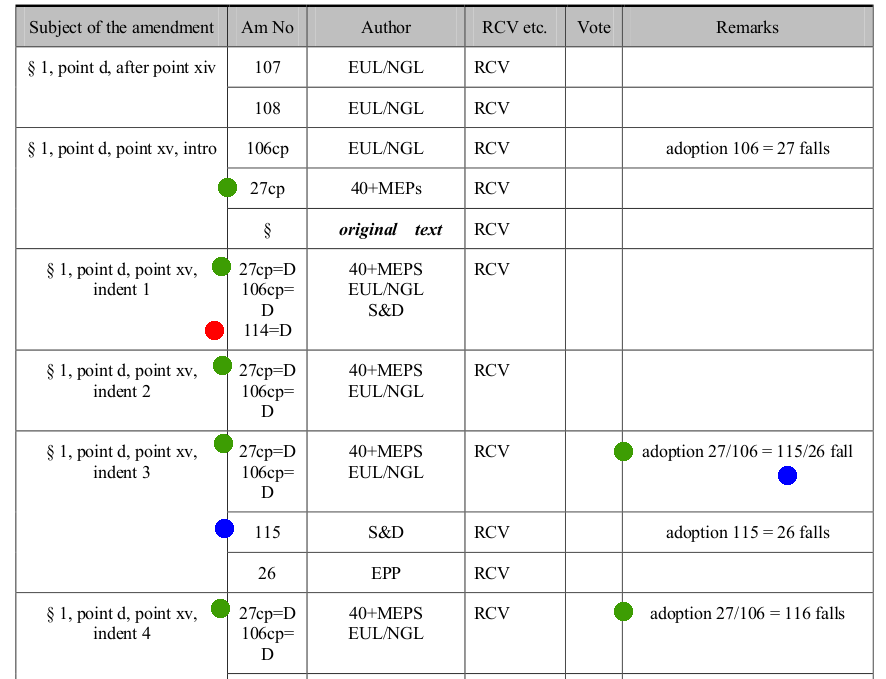 Subject of the amendment Am No Author RCV etc. Vote Remarks
§ 1, point d, after point xiv 107 EUL/NGL RCV
108 EUL/NGL RCV
§ 1, point d, point xv, intro 106cp EUL/NGL RCV adoption 106 = 27 falls
27cp 40+MEPs RCV
§ original text RCV
§ 1, point d, point xv, 27cp=D 40+MEPS RCV
indent 1 106cp= EUL/NGL
D S&D
114=D
§ 1, point d, point xv, 27cp=D 40+MEPS RCV
indent 2 106cp= EUL/NGL
D
§ 1, point d, point xv, 27cp=D 40+MEPS RCV adoption 27/106 = 115/26 fall
indent 3 106cp= EUL/NGL
D
115 S&D RCV adoption 115 = 26 falls
26 EPP RCV
§ 1, point d, point xv, 27cp=D 40+MEPS RCV adoption 27/106 = 116 falls
indent 4 106cp= EUL/NGL
D